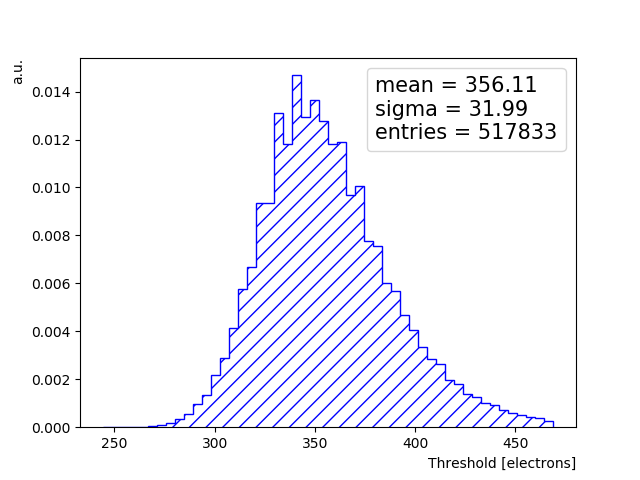 a.u.
mean = 356.11
sigma = 31.99
entries = 517833
0.014
0.012
0.010
0.008
0.006
0.004
0.002
0.000
250 300 350 400 450
Threshold [electrons]